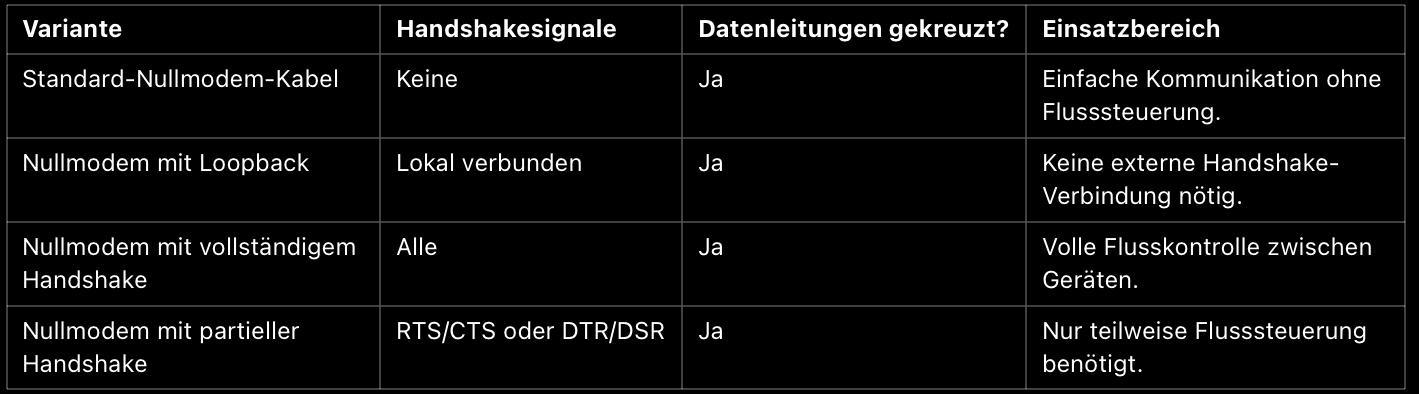 Variante Handshakesignale Datenleitungen gekreuzt? Einsatzbereich
Standard-Nullmodem-Kabel Keine Ja Einfache Kommunikation ohne
Flusssteuerung.
Nullmodem mit Loopback Lokal verbunden Ja Keine externe Handshake-
Verbindung nötig.
Nullmodem mit vollständigem Alle Ja Volle Flusskontrolle zwischen
Handshake Geräten.
Nullmodem mit partieller RTS/CTS oder DTR/DSR Ja Nur teilweise Flusssteuerung
Handshake benötigt.